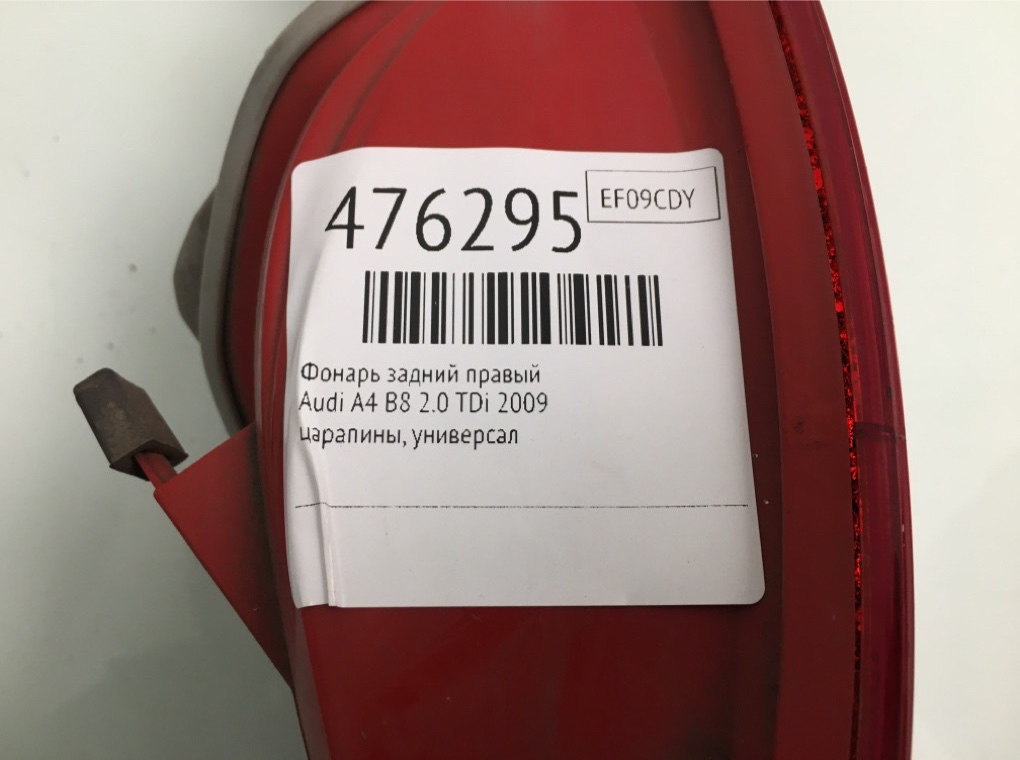 476295
EF09CDY
Фонарь задний правый
Audi A4 B8 2.0 TDi 2009
царапины, универсал